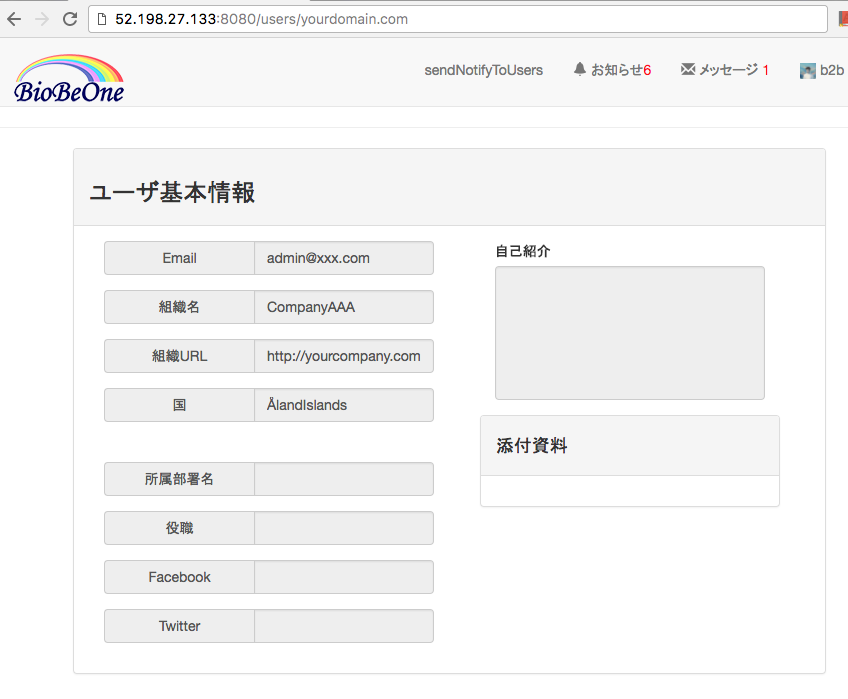 52.198.27.133:8080/users/yourdomain.com
BioBeOne
sendNotifyToUsers お知らせ6 メッセージ 1 b2b
ユーザ基本情報
Email admin@xxx.com
組織名 CompanyAAA
組織URL http://yourcompany.com
国 ÅlandIslands
所属部署名
役職
Facebook
Twitter
自己紹介
添付資料